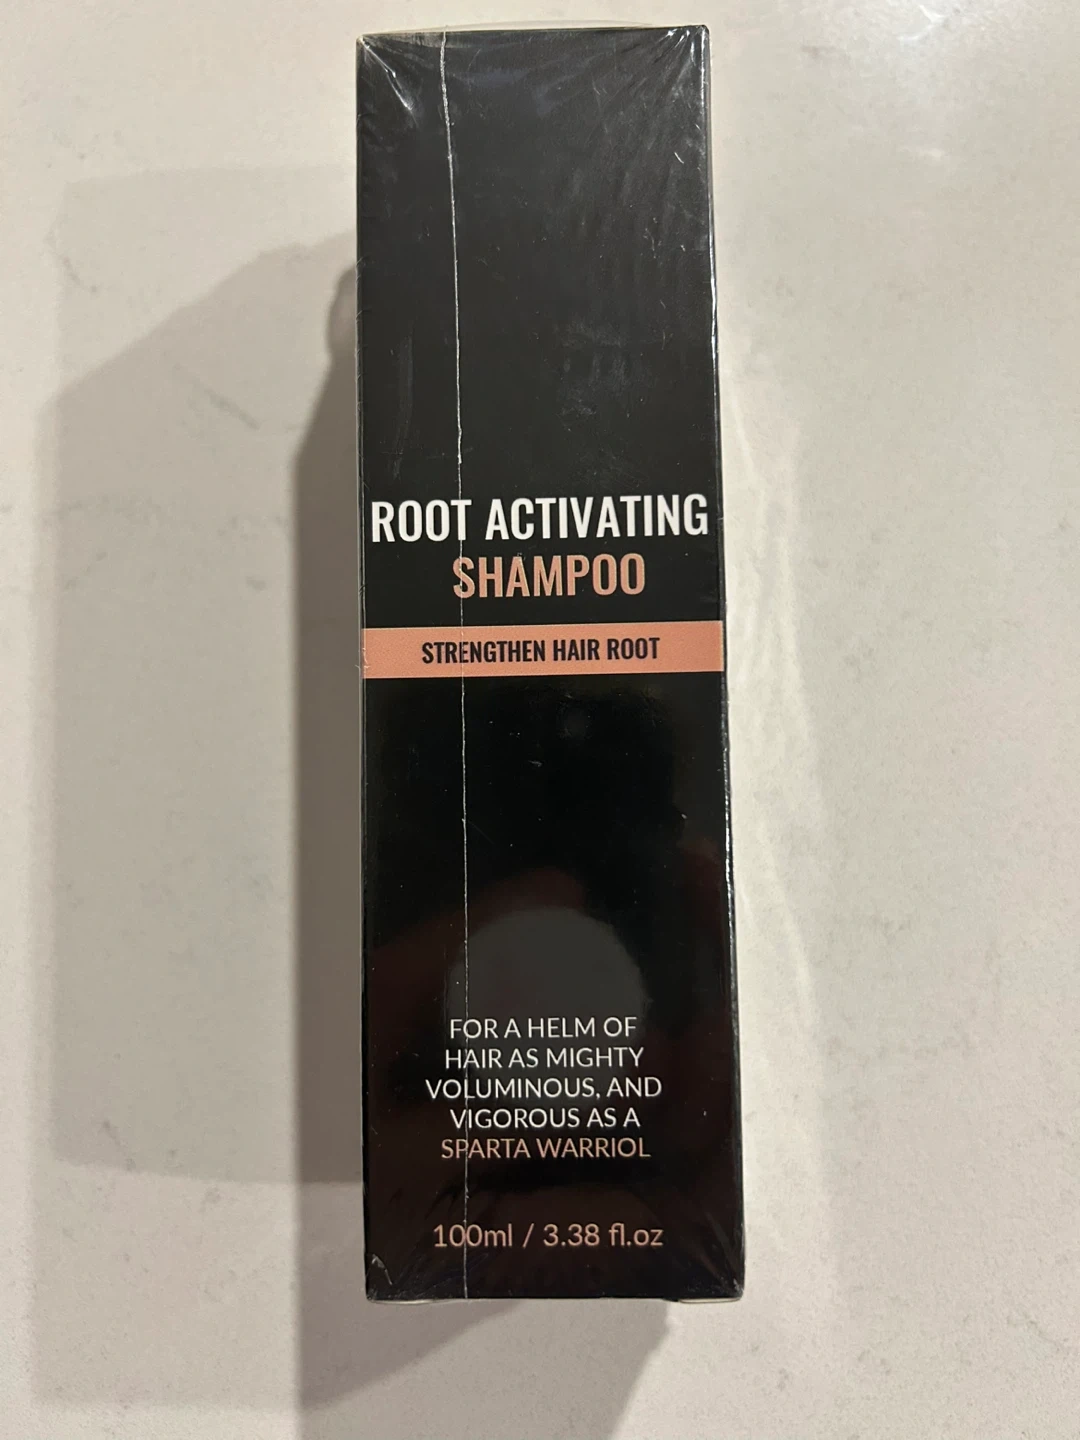 ROOT ACTIVATING
SHAMPOO
STRENGTHEN HAIR ROOT
FOR A HELM OF
HAIR AS MIGHTY
VOLUMINOUS, AND
VIGOROUS AS A
SPARTA WARRIOL
100ml / 3.38 fl.oz